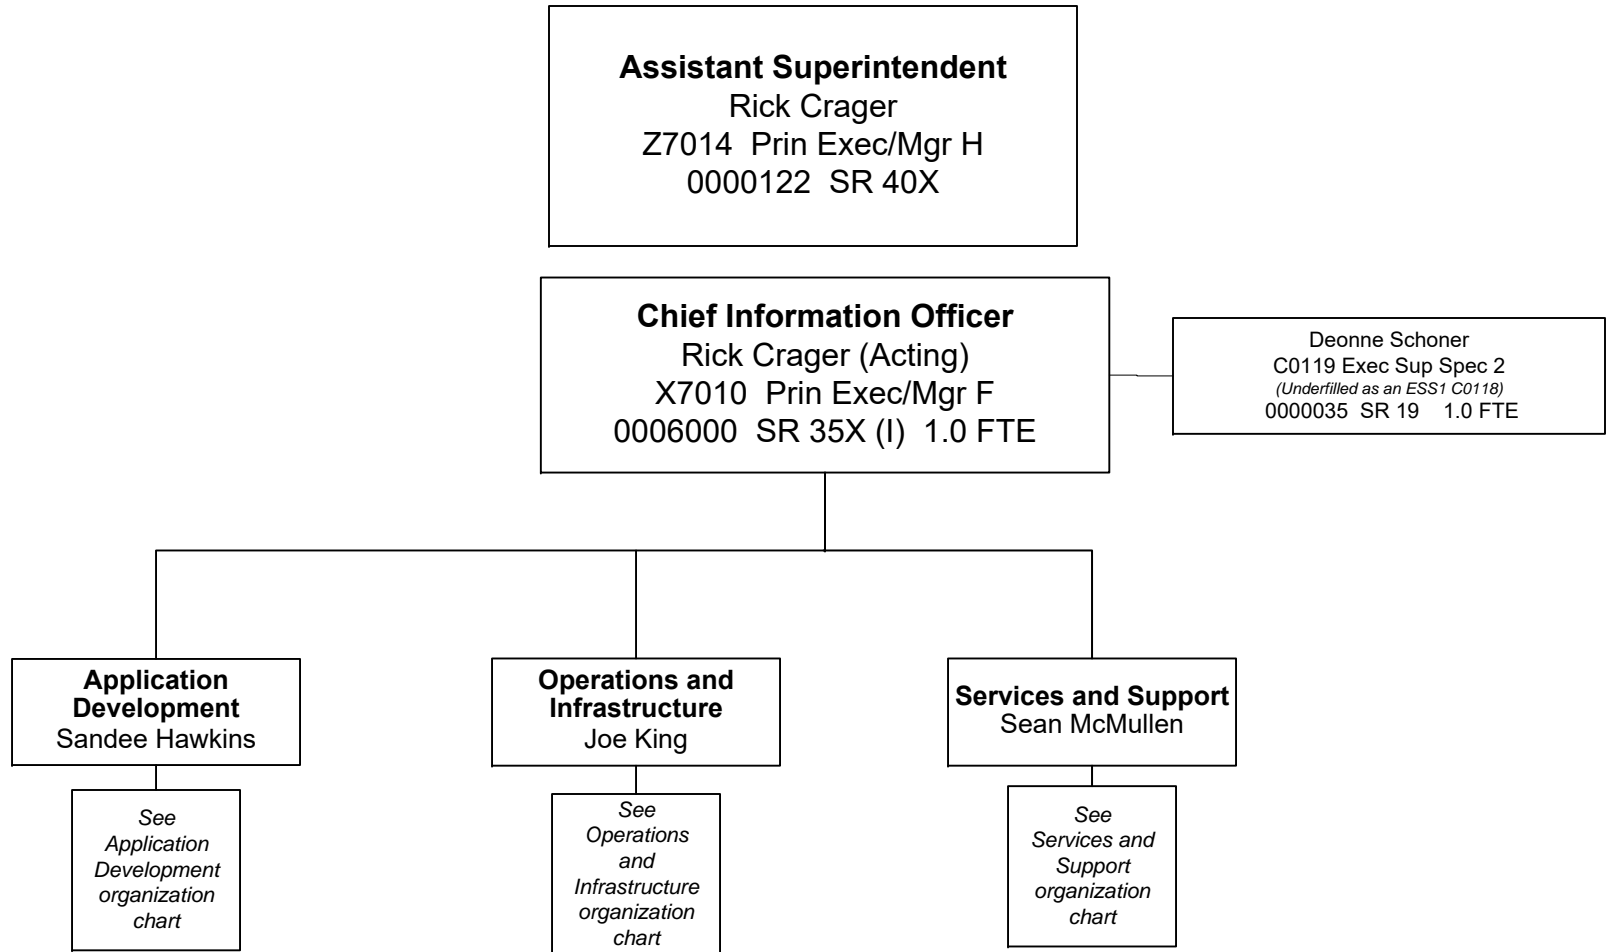 Assistant Superintendent
Rick Crager
Z7014  Prin Exec/Mgr H
0000122  SR 40X
Chief Information Officer
Rick Crager (Acting)
X7010  Prin Exec/Mgr F
0006000  SR 35X (I)  1.0 FTE
Deonne Schoner
C0119 Exec Sup Spec 2
(Underfilled as an ESS1 C0118)
0000035  SR 19    1.0 FTE
Application
Development
Sandee Hawkins
See
Application
Development
organization
chart
Operations and
Infrastructure
Joe King
See
Operations
and
Infrastructure
organization
chart
Services and Support
Sean McMullen
See
Services and
Support
organization
chart